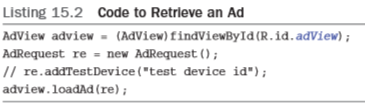 Listing 15.2 Code to Retrieve an Ad
AdView adview = (AdView)findViewById(R.id.adView);
AdRequest re = new AdRequest();
// re.addTestDevice("test device id");
adview.loadAd(re);